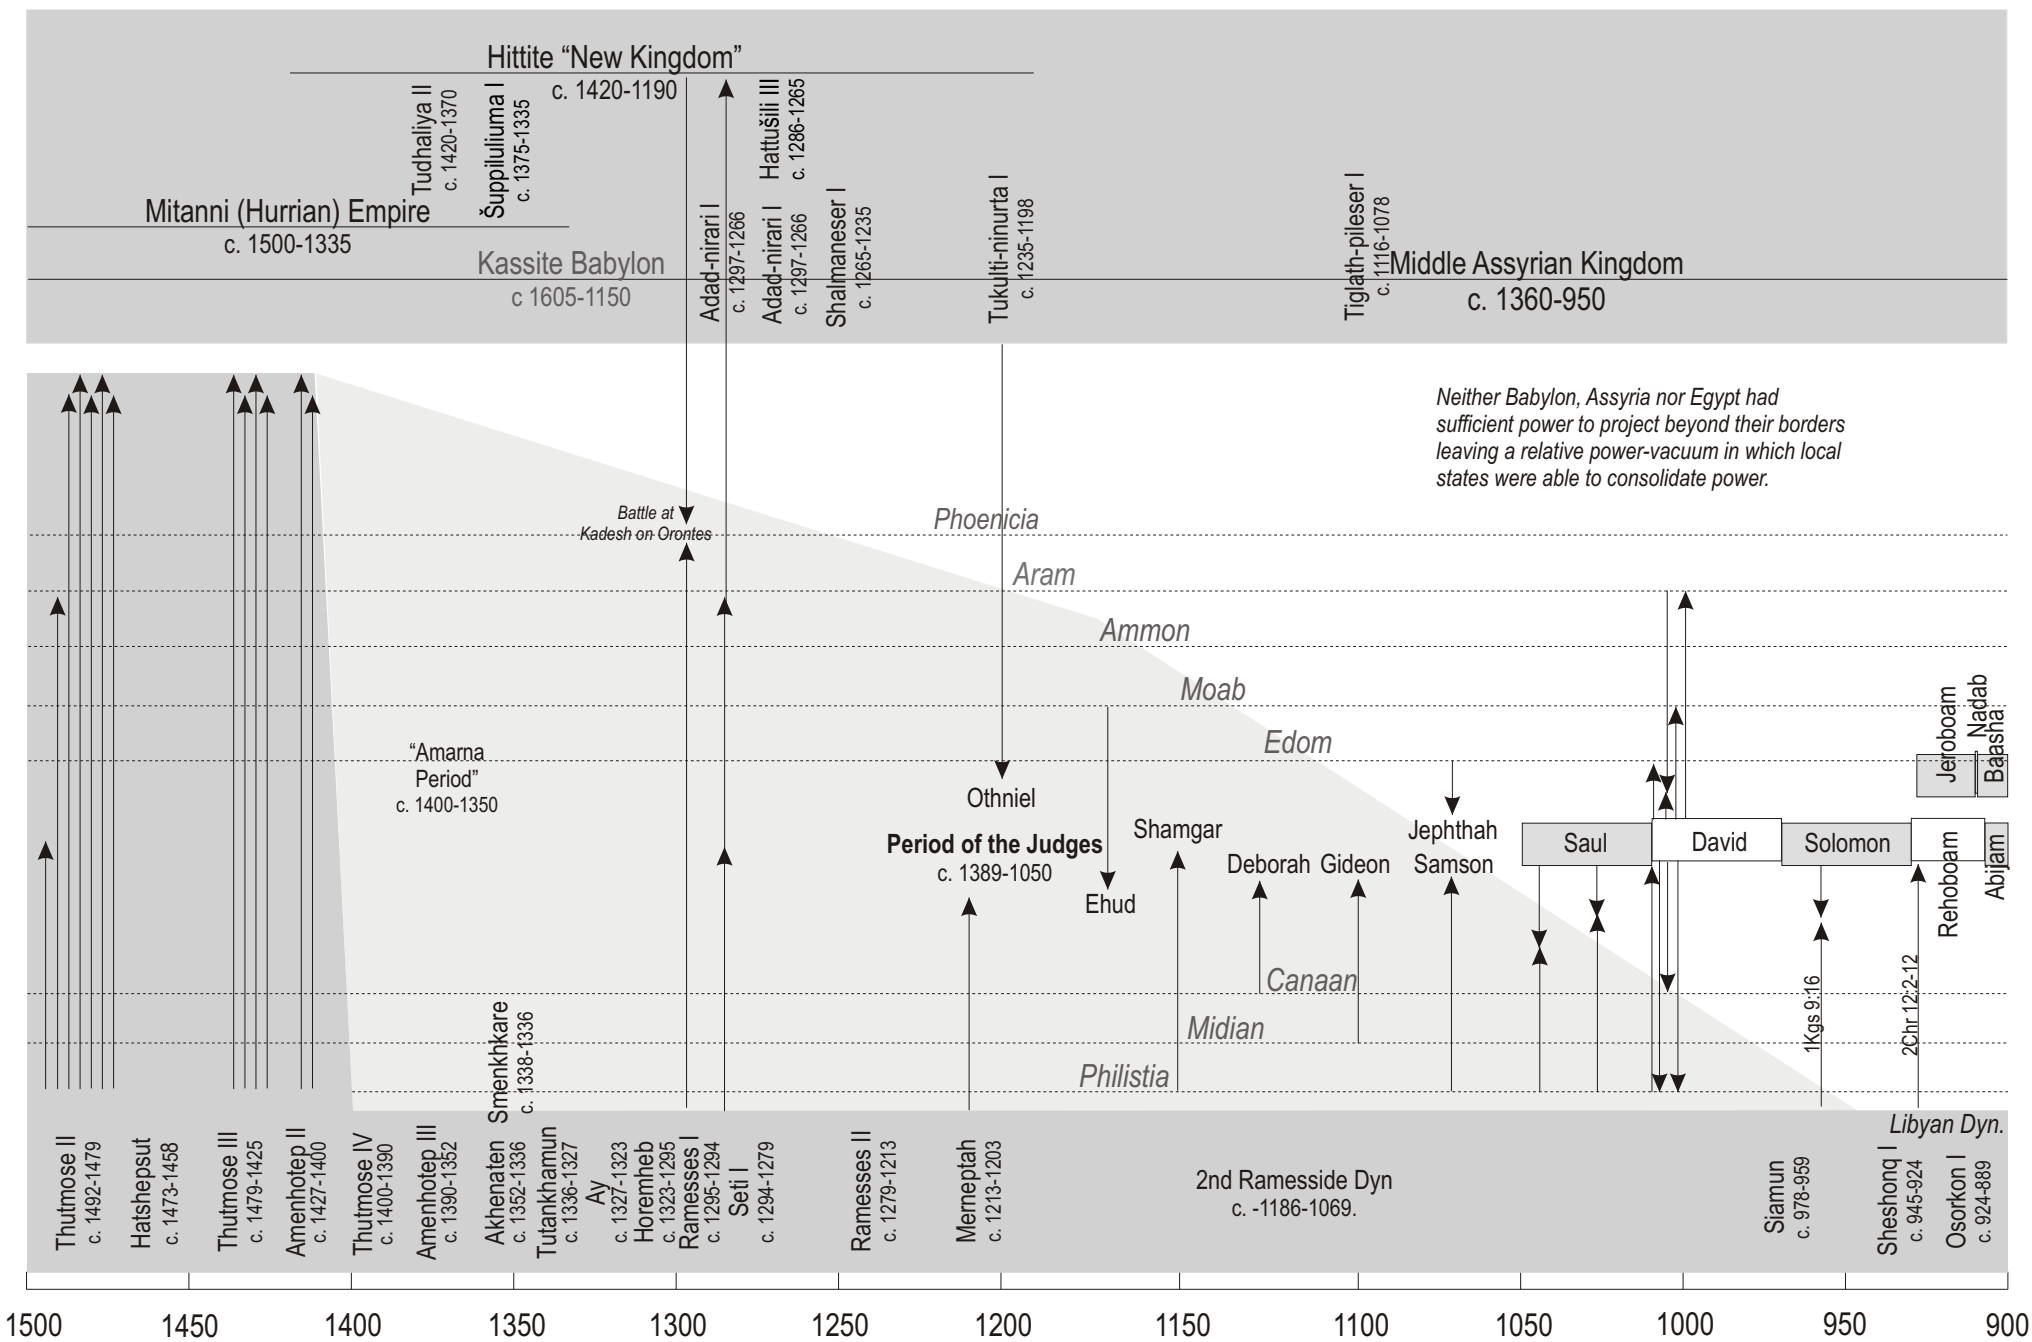 Hittite “New Kingdom”
c. 1420-1190
Tudhaliya II
c. 1420-1370
Šuppiluliuma I
c. 1375-1335
Hattušili III
c. 1286-1265
Mitanni (Hurrian) Empire
c. 1500-1335
Kassite Babylon
c 1605-1150
Adad-nirari I
c. 1297-1266
Adad-nirari I
c. 1297-1266
Shalmaneser I
c. 1265-1235
Tukulti-ninurta I
c. 1235-1198
Tiglath-pileser I
c. 1116-1078
Middle Assyrian Kingdom
c. 1360-950
Neither Babylon, Assyria nor Egypt had
sufficient power to project beyond their borders
leaving a relative power-vacuum in which local
states were able to consolidate power.
Battle at
Kadesh on Orontes
Phoenicia
Aram
Ammon
Moab
Edom
“Amarna
Period”
c. 1400-1350
Othniel
Period of the Judges
c. 1389-1050
Ehud
Shamgar
Deborah
Gideon
Jephthah
Samson
Saul
David
Solomon
Rehoboam
Abijam
Jeroboam
Nadab
Baasha
Canaan
Midian
Philistia
1Kgs 9:16
2Chr 12:2-12
Smenkhkare
c. 1338-1336
Libyan Dyn.
Thutmose II
c. 1492-1479
Hatshepsut
c. 1473-1458
Thutmose III
c. 1479-1425
Amenhotep II
c. 1427-1400
Thutmose IV
c. 1400-1390
Amenhotep III
c. 1390-1352
Akhenaten
c. 1352-1336
Tutankhamun
c. 1336-1327
Ay
c. 1327-1323
Horemheb
c. 1323-1295
Ramesses I
c. 1295-1294
Seti I
c. 1294-1279
Ramesses II
c. 1279-1213
Merneptah
c. 1213-1203
2nd Ramesside Dyn
c. -1186-1069.
Siamun
c. 978-959
Sheshonq I
c. 945-924
Osorkon I
c. 924-889
1500 1450 1400 1350 1300 1250 1200 1150 1100 1050 1000 950 900